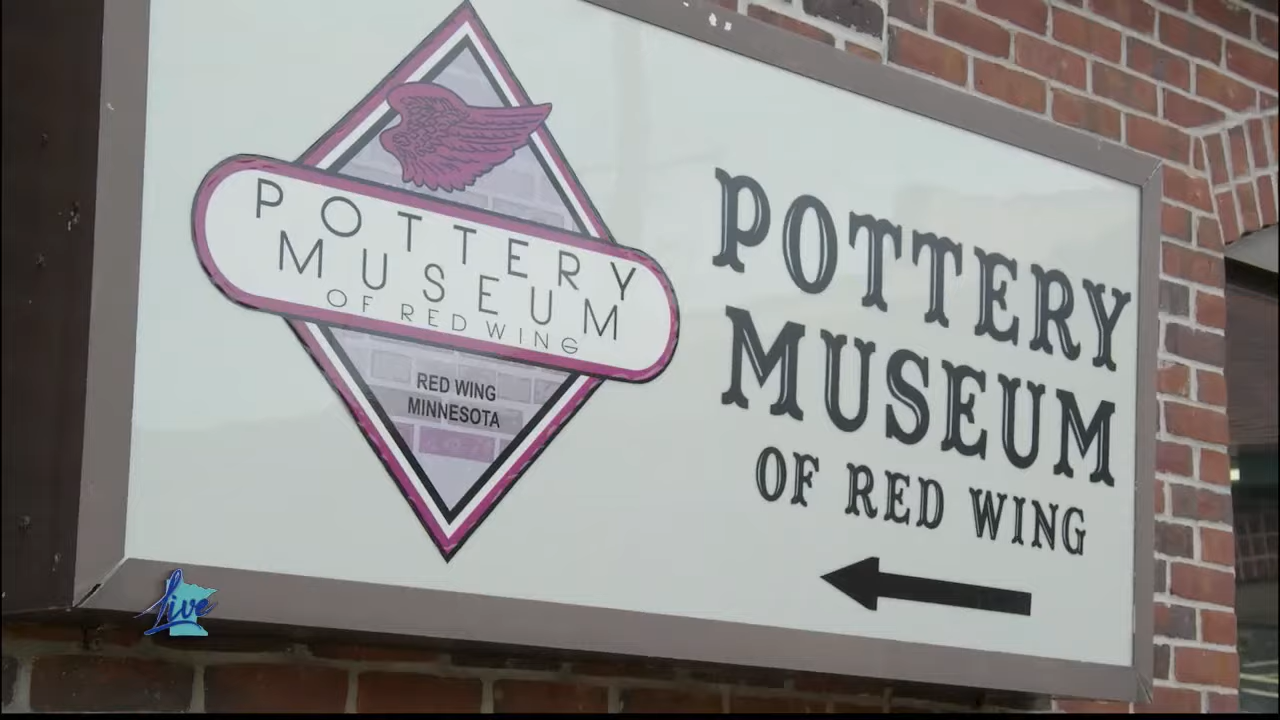 POTTERY
MUSEUM
OF RED WING
RED WING
MINNESOTA
POTTERY
MUSEUM
OF RED WING
Live